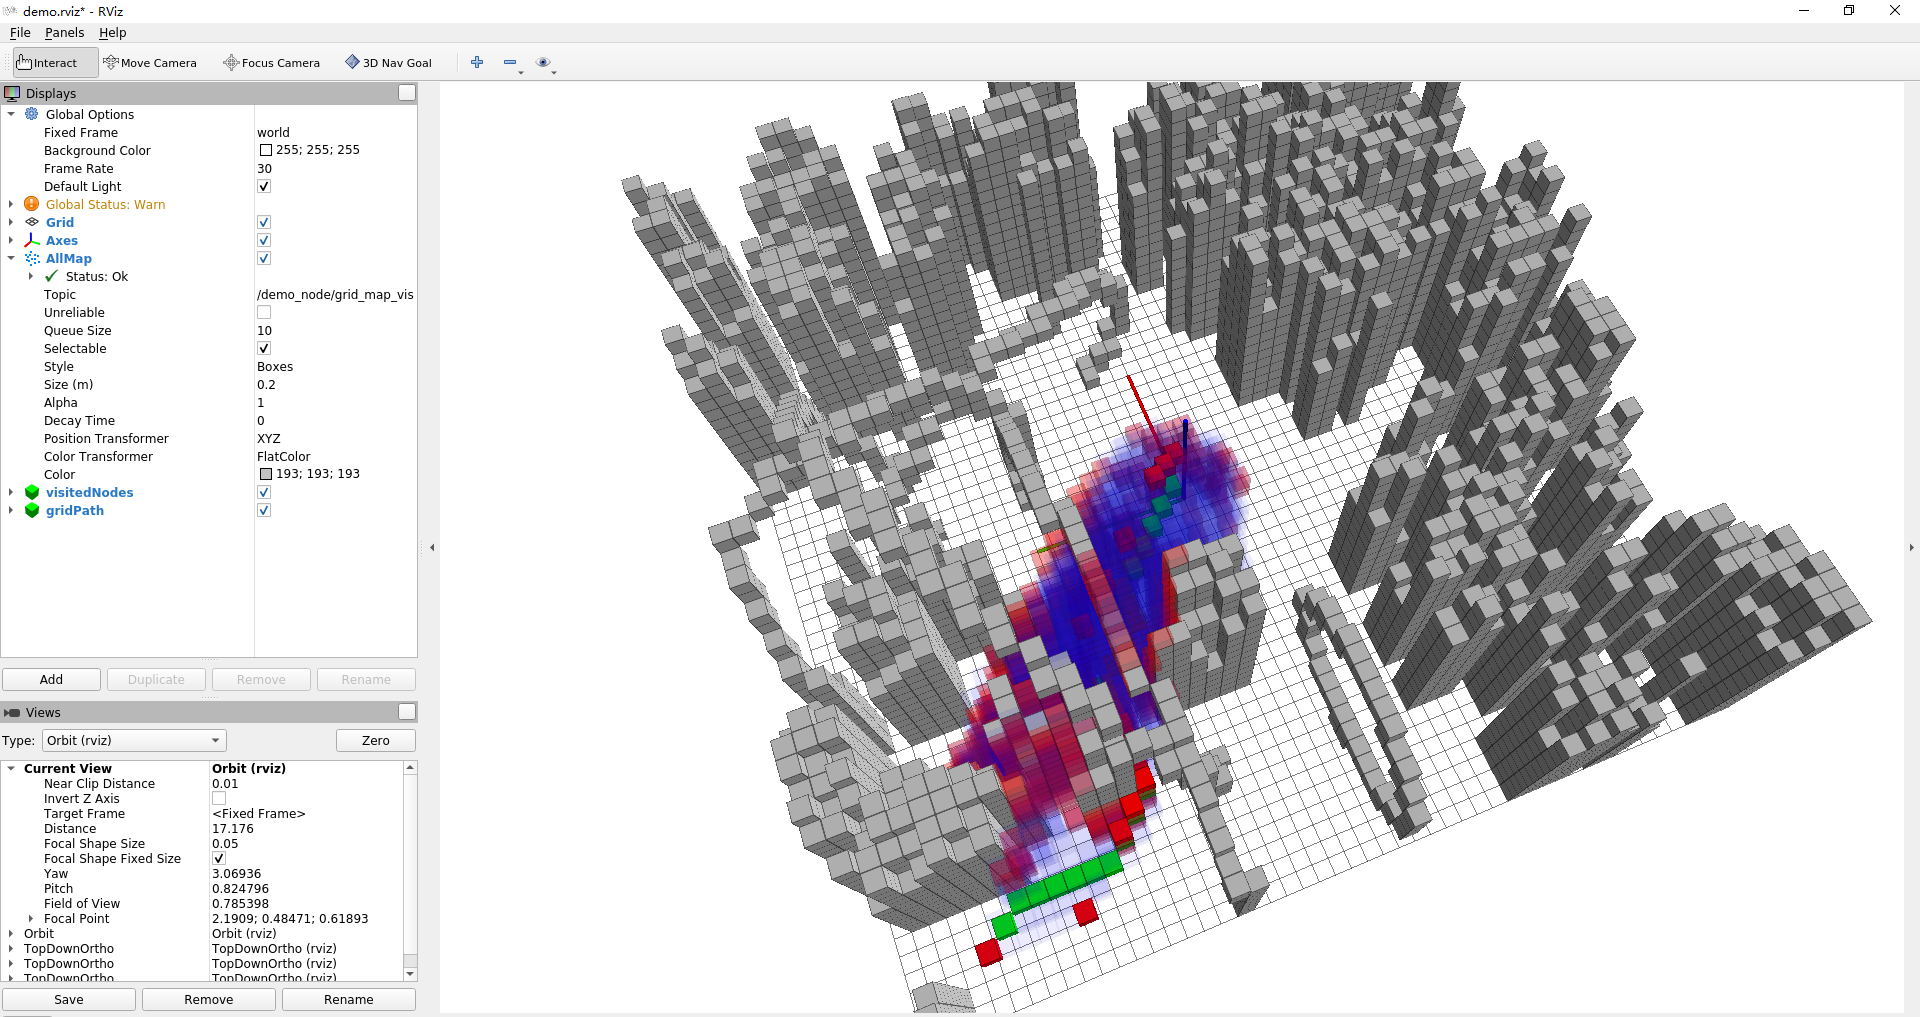 demo.rviz* - RViz
File Panels Help
Interact Move Camera Focus Camera 3D Nav Goal
Displays
Global Options
Fixed Frame world
Background Color 255; 255; 255
Frame Rate 30
Default Light
Global Status: Warn
Grid
Axes
AllMap
Status: Ok
Topic /demo_node/grid_map_vis
Unreliable
Queue Size 10
Selectable
Style Boxes
Size (m) 0.2
Alpha 1
Decay Time 0
Position Transformer XYZ
Color Transformer FlatColor
Color 193; 193; 193
visitedNodes
gridPath
Add Duplicate Remove Rename
Views
Type: Orbit (rviz) Zero
Current View Orbit (rviz)
Near Clip Distance 0.01
Invert Z Axis
Target Frame <Fixed Frame>
Distance 17.176
Focal Shape Size 0.05
Focal Shape Fixed Size
Yaw 3.06936
Pitch 0.824796
Field of View 0.785398
Focal Point 2.1909; 0.48471; 0.61893
Orbit Orbit (rviz)
TopDownOrtho TopDownOrtho (rviz)
TopDownOrtho TopDownOrtho (rviz)
TopDownOrtho TopDownOrtho (rviz)
Save Remove Rename